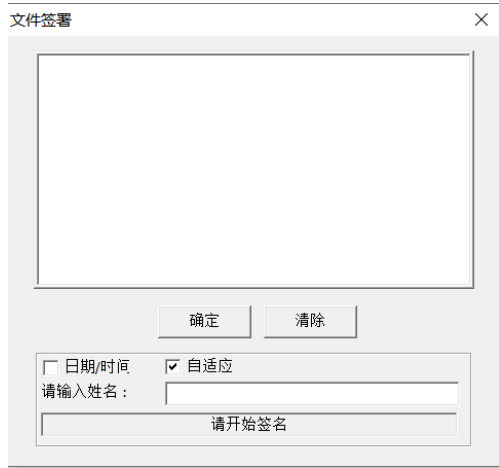 文件签署
确定 清除
日期/时间 自适应
请输入姓名：
请开始签名